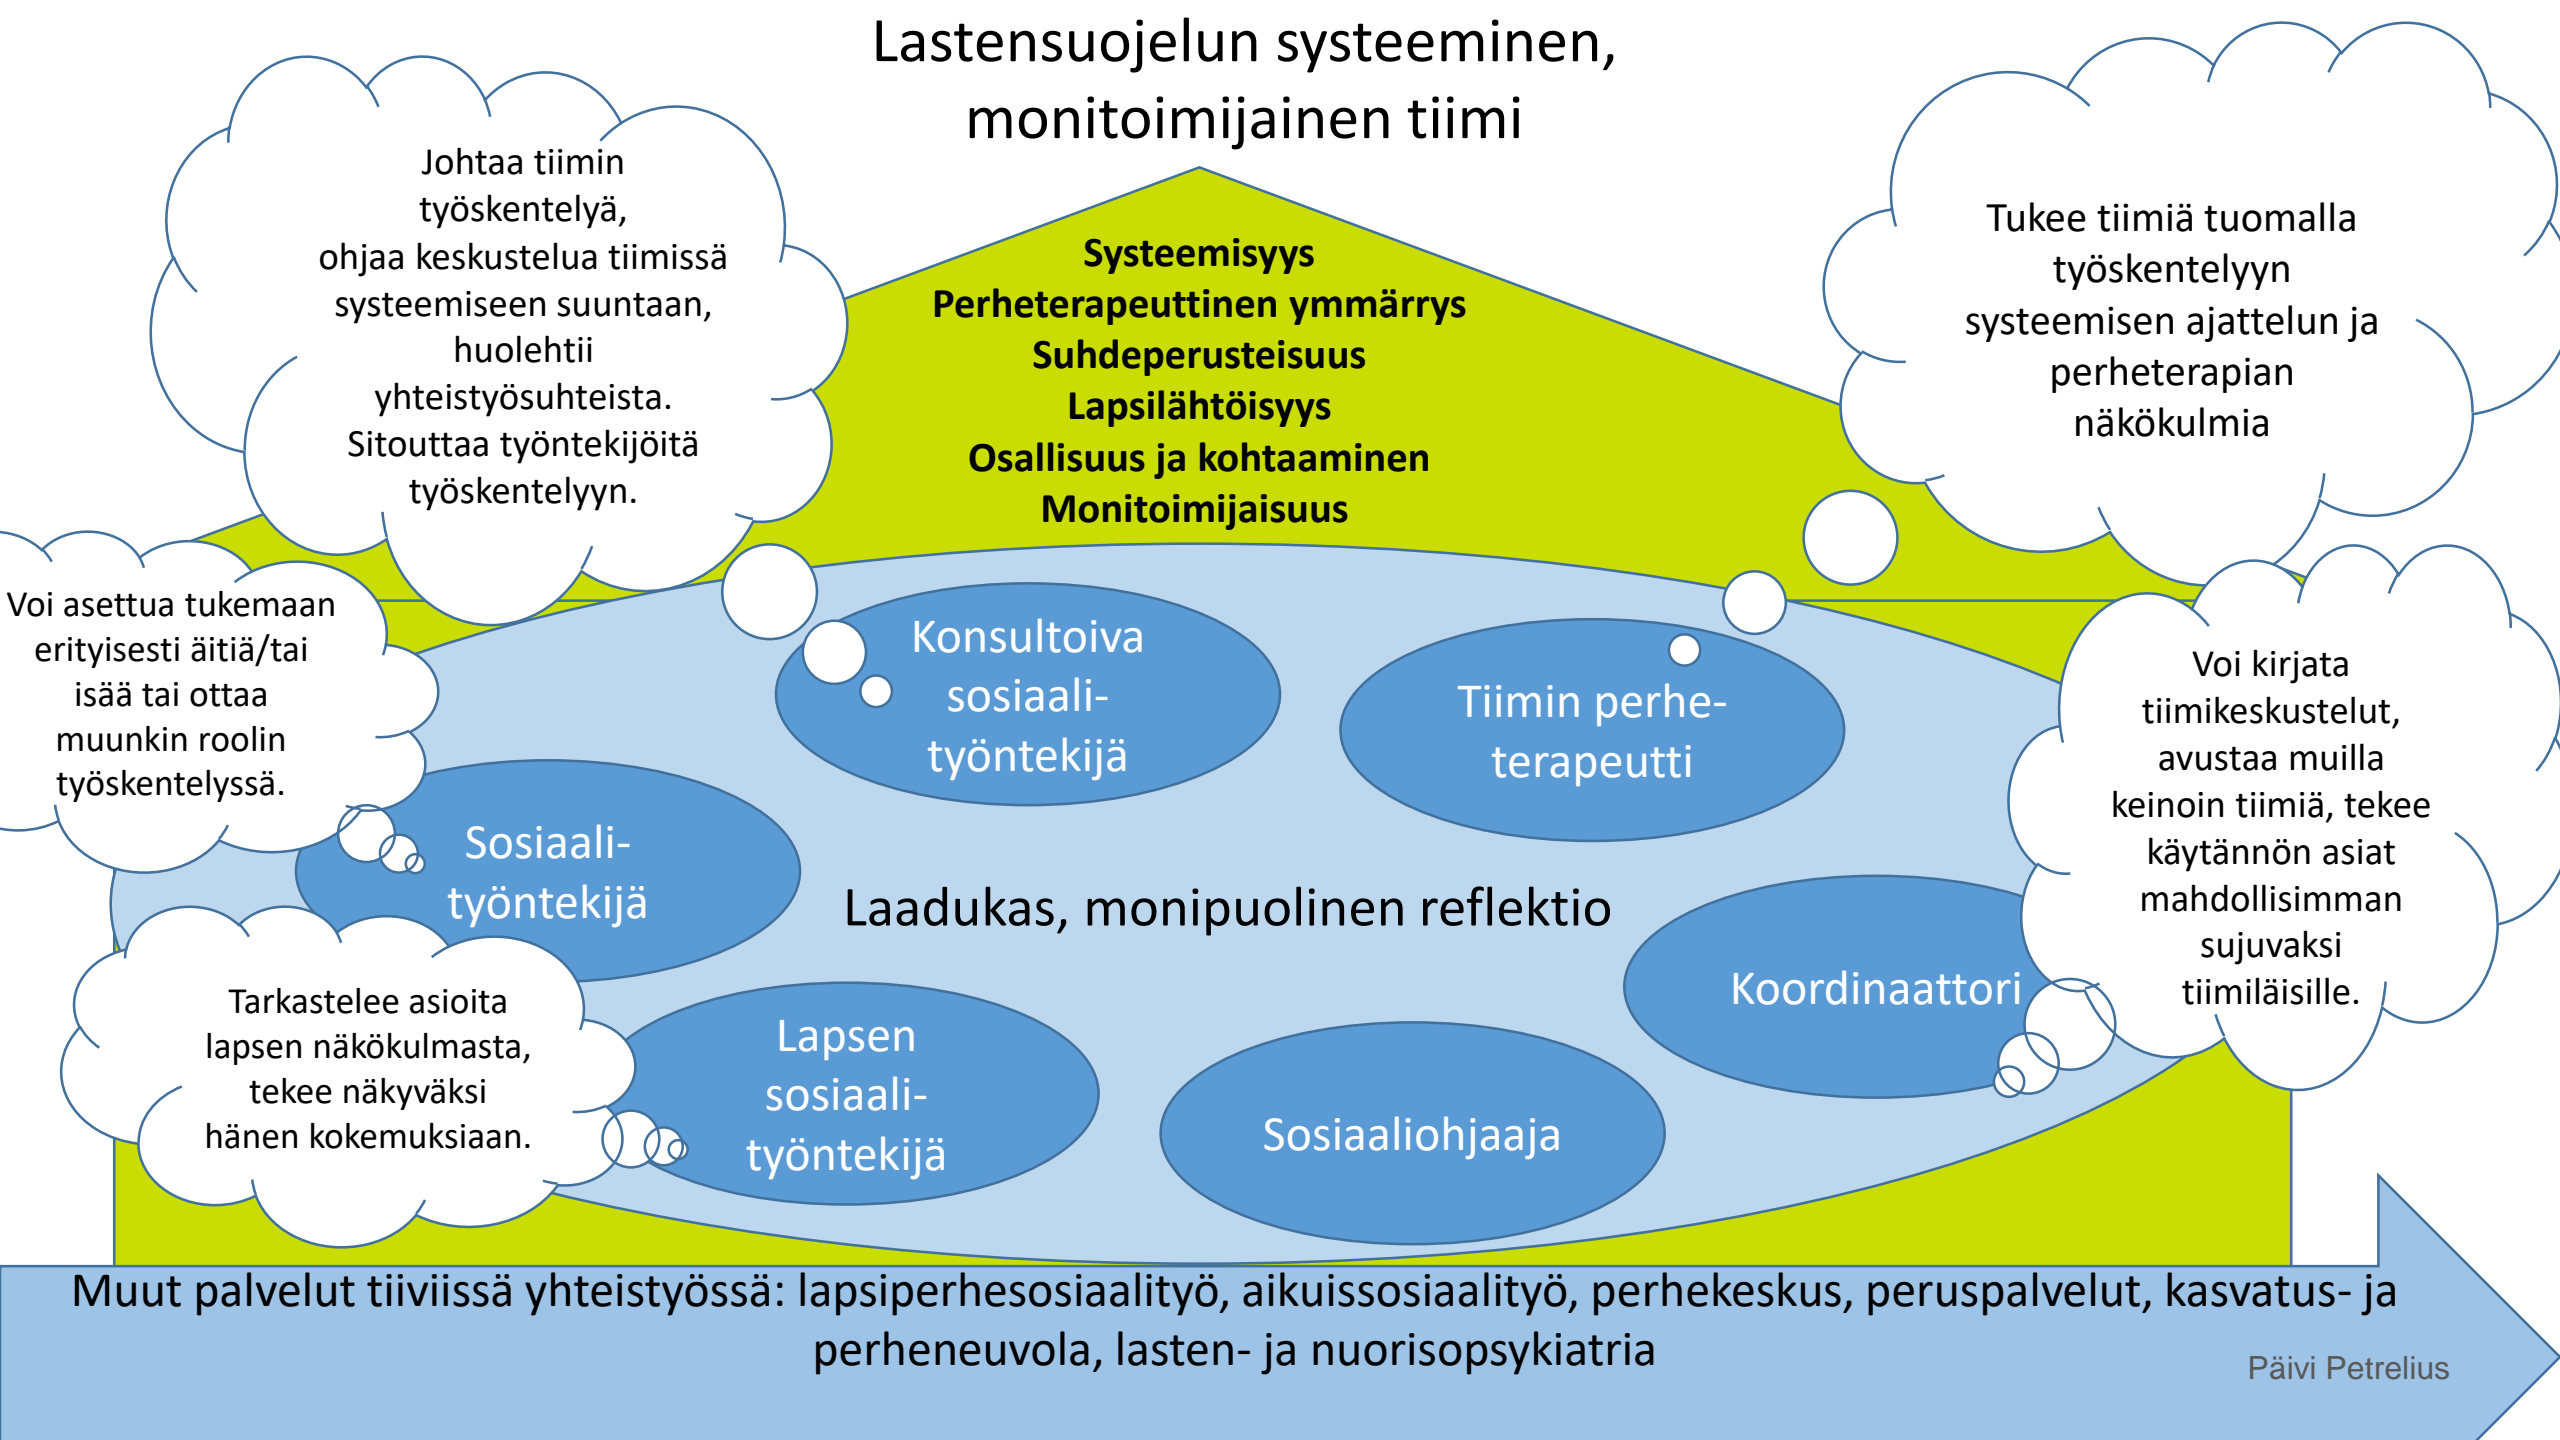 Lastensuojelun systeeminen,
monitoimijainen tiimi
Johtaa tiimin
työskentelyä,
ohjaa keskustelua tiimissä
systeemiseen suuntaan,
huolehtii
yhteistyösuhteista.
Sitouttaa työntekijöitä
työskentelyyn.
Systeemisyys
Perheterapeuttinen ymmärrys
Suhdeperusteisuus
Lapsilähtöisyys
Osallisuus ja kohtaaminen
Monitoimijaisuus
Tukee tiimiä tuomalla
työskentelyyn
systeemisen ajattelun ja
perheterapian
näkökulmia
Voi asettua tukemaan
erityisesti äitiä/tai
isää tai ottaa
muunkin roolin
työskentelyssä.
Konsultoiva
sosiaali-
työntekijä
Tiimin perhe-
terapeutti
Voi kirjata
tiimikeskustelut,
avustaa muilla
keinoin tiimiä, tekee
käytännön asiat
mahdollisimman
sujuvaksi
tiimiläisille.
Sosiaali-
työntekijä
Laadukas, monipuolinen reflektio
Koordinaattori
Tarkastelee asioita
lapsen näkökulmasta,
tekee näkyväksi
hänen kokemuksiaan.
Lapsen
sosiaali-
työntekijä
Sosiaaliohjaaja
Muut palvelut tiiviissä yhteistyössä: lapsiperhesosiaalityö, aikuissosiaalityö, perhekeskus, peruspalvelut, kasvatus- ja
perheneuvola, lasten- ja nuorisopsykiatria
Päivi Petrelius